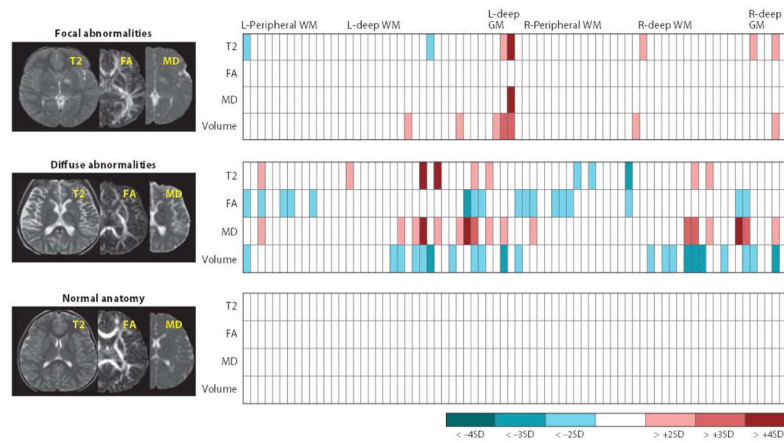 Focal abnormalities
T2 FA MD
L-Peripheral WM L-deep WM L-deep GM R-Peripheral WM R-deep WM R-deep GM
T2
FA
MD
Volume
Diffuse abnormalities
T2 FA MD
T2
FA
MD
Volume
Normal anatomy
T2 FA MD
T2
FA
MD
Volume
< –4SD < –3SD < –2SD > +2SD > +3SD > +4SD